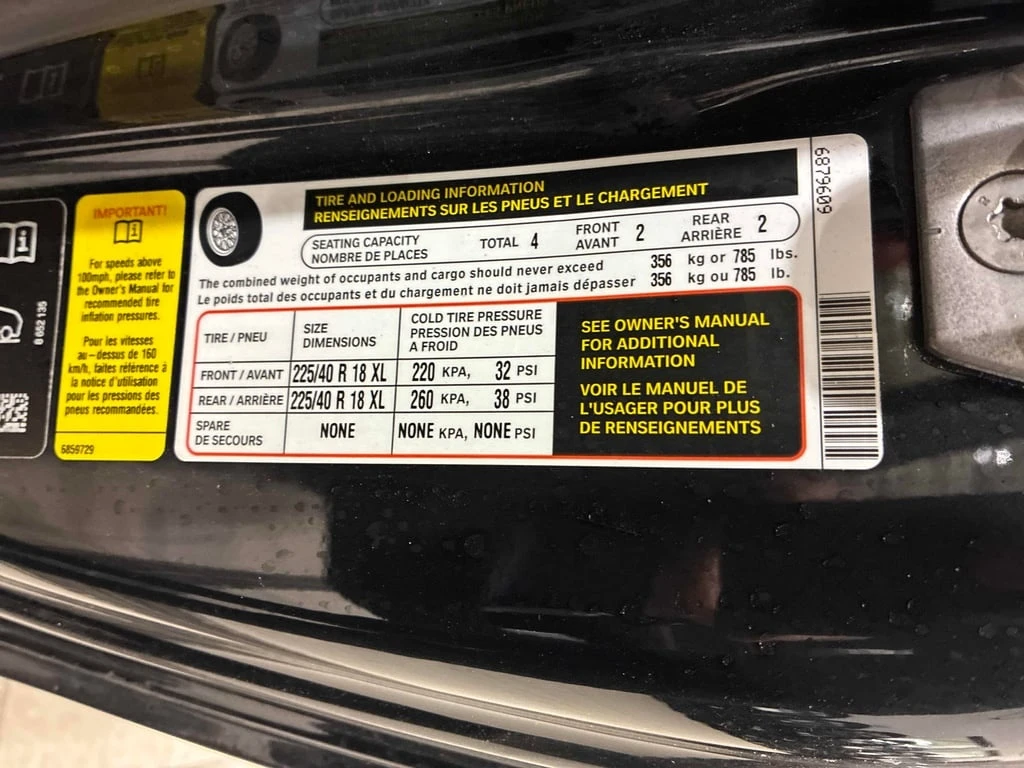 8 652 135
IMPORTANT!
For speeds above
100mph, please refer to
the Owner's Manual for
recommended tire
inflation pressures.
Pour les vitesses
au-dessus de 160
km/h, faites référence à
la notice d'utilisation
pour les pressions des
pneus recommandées.
6859729
TIRE AND LOADING INFORMATION
RENSEIGNEMENTS SUR LES PNEUS ET LE CHARGEMENT
SEATING CAPACITY TOTAL 4 FRONT 2 REAR 2
NOMBRE DE PLACES AVANT ARRIÈRE
The combined weight of occupants and cargo should never exceed 356 kg or 785 lbs.
Le poids total des occupants et du chargement ne doit jamais dépasser 356 kg ou 785 lb.
TIRE / PNEU SIZE COLD TIRE PRESSURE
DIMENSIONS PRESSION DES PNEUS
A FROID
FRONT / AVANT 225/40 R 18 XL 220 KPA, 32 PSI
REAR / ARRIÈRE 225/40 R 18 XL 260 KPA, 38 PSI
SPARE NONE NONE KPA, NONE PSI
DE SECOURS
SEE OWNER'S MANUAL
FOR ADDITIONAL
INFORMATION
VOIR LE MANUEL DE
L'USAGER POUR PLUS
DE RENSEIGNEMENTS
6879609